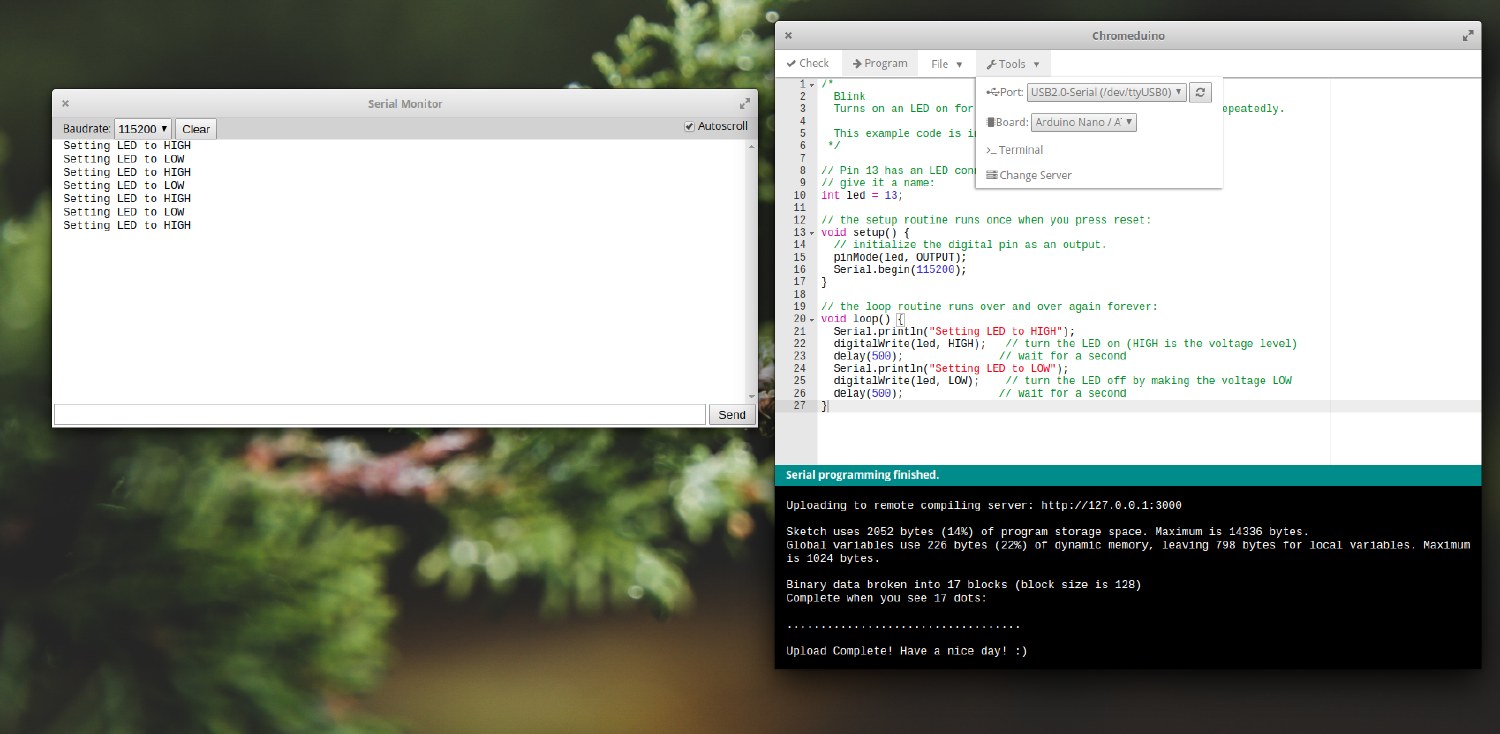 Serial Monitor
Baudrate: 115200 Clear Autoscroll
Setting LED to HIGH
Setting LED to LOW
Setting LED to HIGH
Setting LED to LOW
Setting LED to HIGH
Setting LED to LOW
Setting LED to HIGH
Send
Chromeduino
Check Program File Tools
Port: USB2.0-Serial (/dev/ttyUSB0)
Board: Arduino Nano / A
>_ Terminal
Change Server
1 /*
2 Blink
3 Turns on an LED on for epeatedly.
4
5 This example code is in
6 */
7
8 // Pin 13 has an LED con
9 // give it a name:
10 int led = 13;
11
12 // the setup routine runs once when you press reset:
13 void setup() {
14 // initialize the digital pin as an output.
15 pinMode(led, OUTPUT);
16 Serial.begin(115200);
17 }
18
19 // the loop routine runs over and over again forever:
20 void loop() {
21 Serial.println("Setting LED to HIGH");
22 digitalWrite(led, HIGH); // turn the LED on (HIGH is the voltage level)
23 delay(500); // wait for a second
24 Serial.println("Setting LED to LOW");
25 digitalWrite(led, LOW); // turn the LED off by making the voltage LOW
26 delay(500); // wait for a second
27 }
Serial programming finished.
Uploading to remote compiling server: http://127.0.0.1:3000
Sketch uses 2052 bytes (14%) of program storage space. Maximum is 14336 bytes.
Global variables use 226 bytes (22%) of dynamic memory, leaving 798 bytes for local variables. Maximum
is 1024 bytes.
Binary data broken into 17 blocks (block size is 128)
Complete when you see 17 dots:
..................................
Upload Complete! Have a nice day! :)